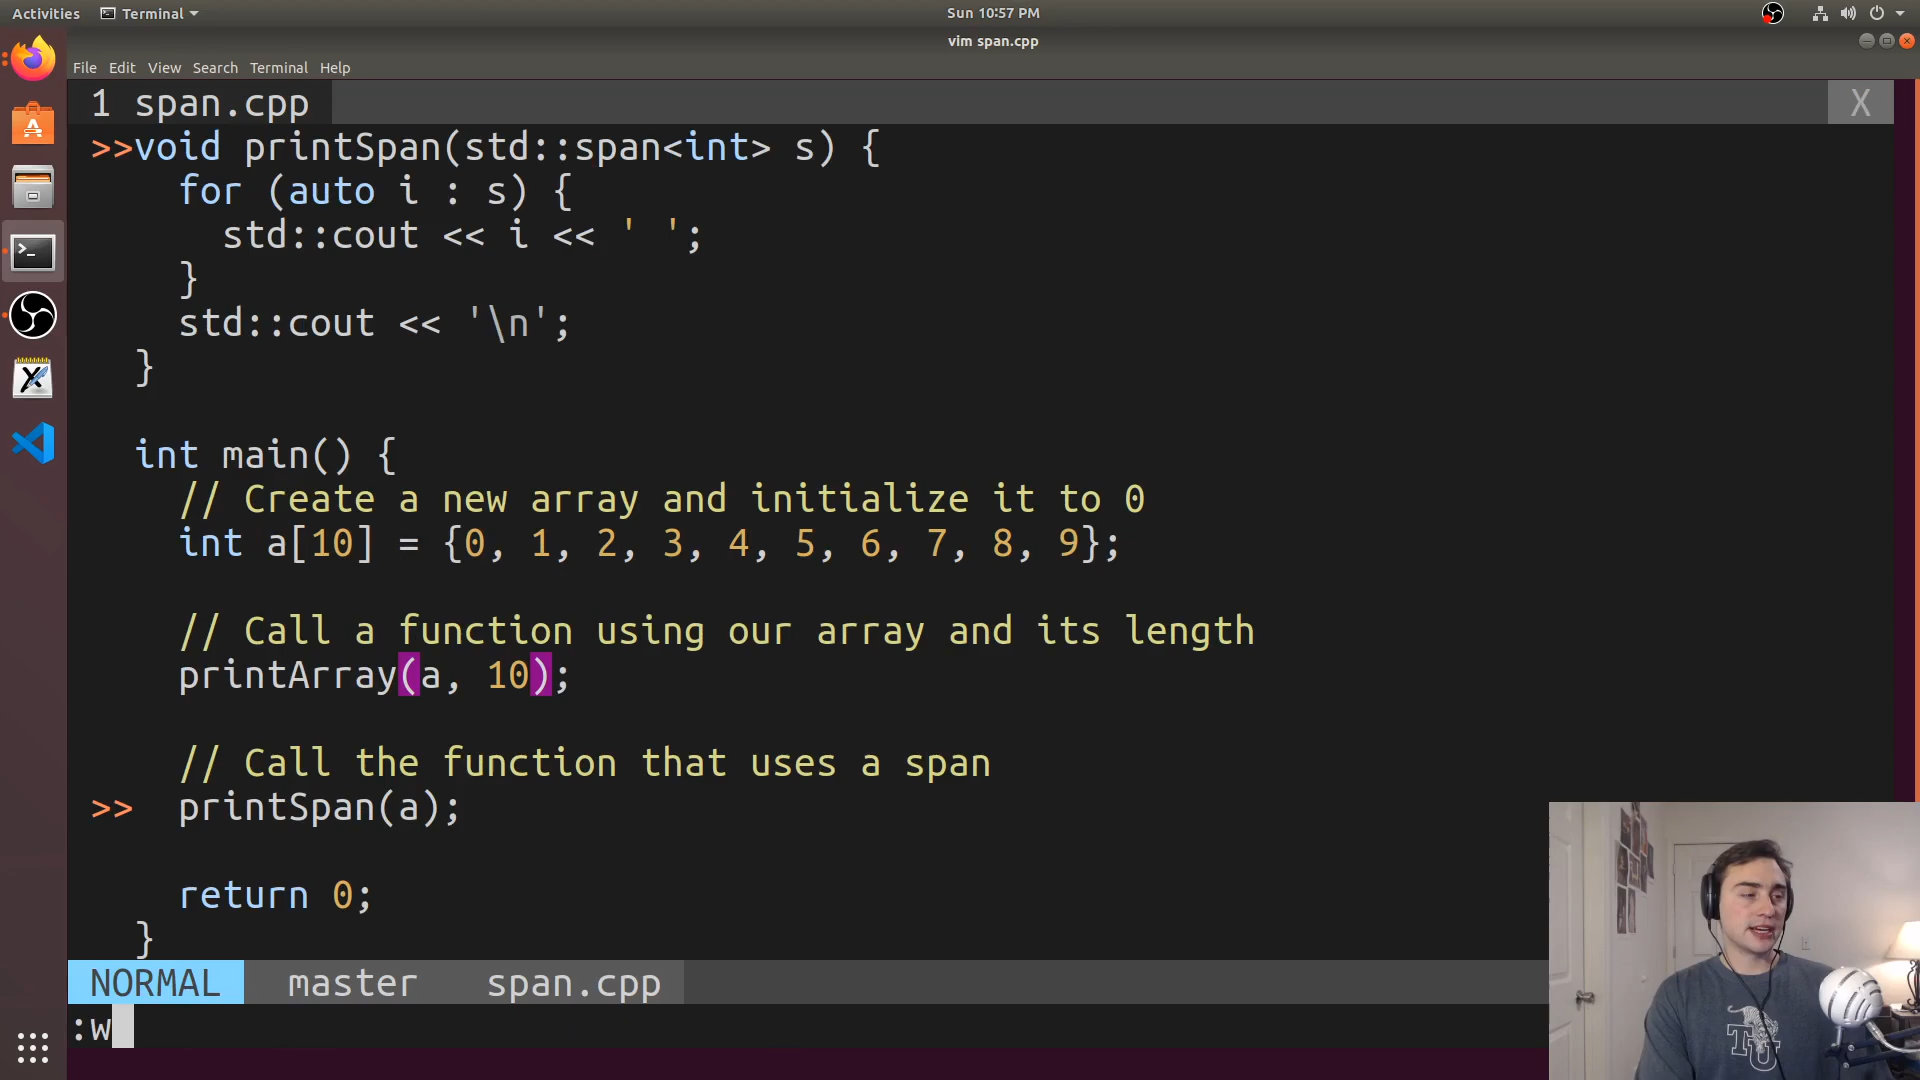 Activities Terminal Sun 10:57 PM
vim span.cpp
File Edit View Search Terminal Help
1 span.cpp X
>>void printSpan(std::span<int> s) {
for (auto i : s) {
std::cout << i << ' ';
}
std::cout << '\n';
}
int main() {
// Create a new array and initialize it to 0
int a[10] = {0, 1, 2, 3, 4, 5, 6, 7, 8, 9};
// Call a function using our array and its length
printArray(a, 10);
// Call the function that uses a span
>> printSpan(a);
return 0;
}
NORMAL master span.cpp
:w
TU